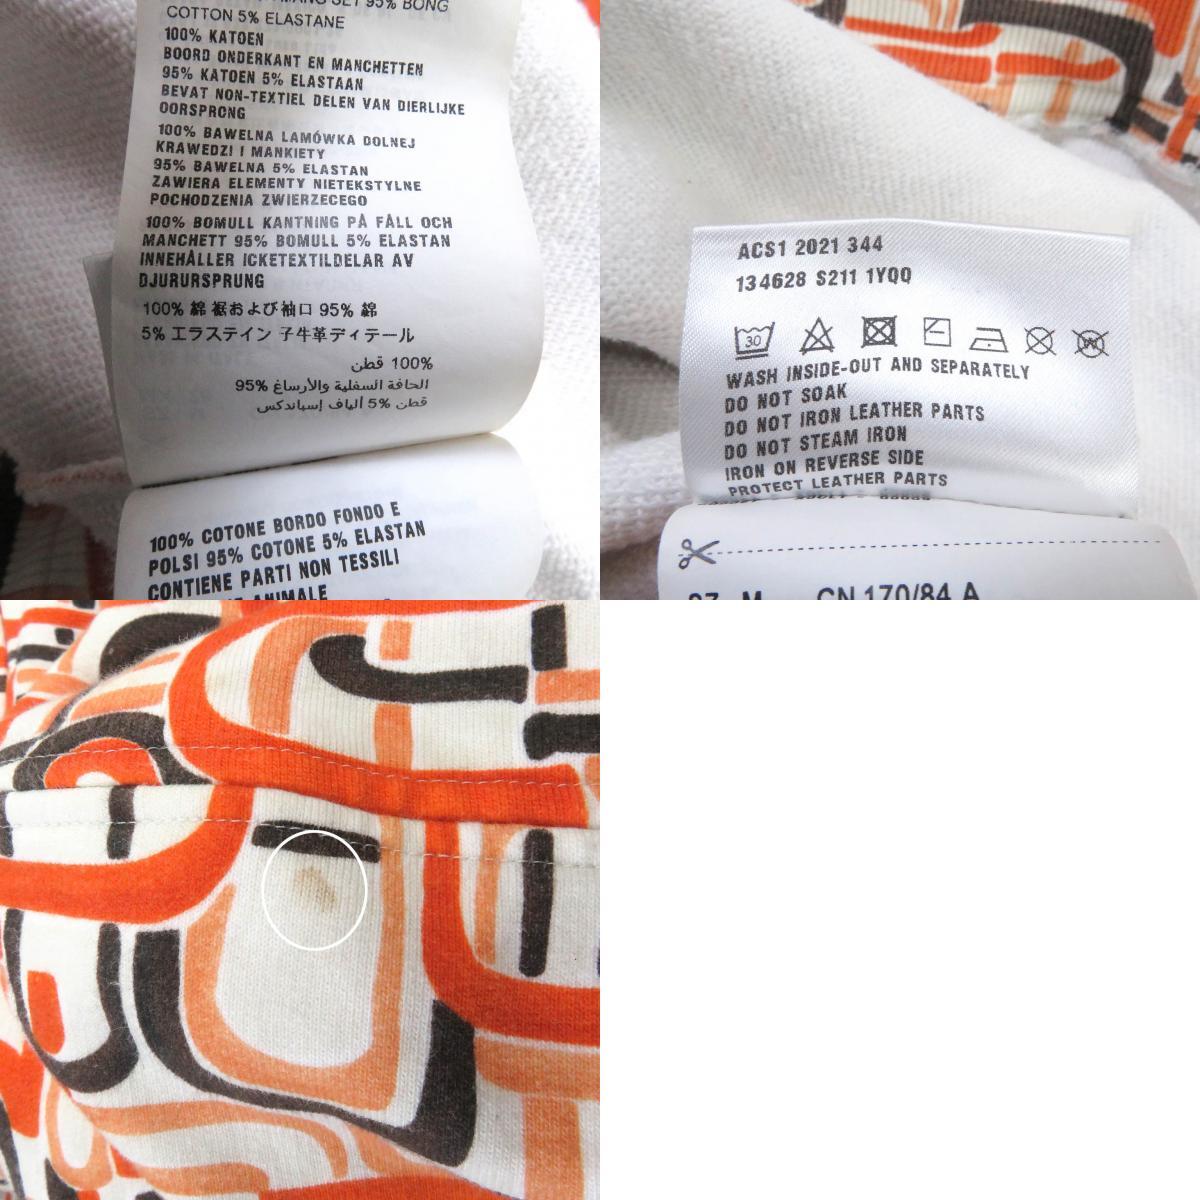 SET 95% BONG
COTTON 5% ELASTANE
100% KATOEN
BOORD ONDERKANT EN MANCHETTEN
95% KATOEN 5% ELASTAAN
BEVAT NON-TEXTIEL DELEN VAN DIERLIJKE
OORSPRONG
100% BAWELNA LAMÓWKA DOLNEJ
KRAWEDZI I MANKIETY
95% BAWELNA 5% ELASTAN
ZAWIERA ELEMENTY NIETEKSTYLNE
POCHODZENIA ZWIERZECEGO
100% BOMULL KANTNING PÅ FÅLL OCH
MANCHETT 95% BOMULL 5% ELASTAN
INNEHÅLLER ICKETEXTILDELAR AV
DJURURSPRUNG
100% 綿 裾および袖口 95% 綿
5% エラステイン 子牛革ディテール
100% قطن
الحافة السفلية والأرساغ 95%
قطن 5% ألياف إسباندكس
100% COTONE BORDO FONDO E
POLSI 95% COTONE 5% ELASTAN
CONTIENE PARTI NON TESSILI
ANIMALE
ACS1 2021 344
134628 S211 1YQQ
30 W
WASH INSIDE-OUT AND SEPARATELY
DO NOT SOAK
DO NOT IRON LEATHER PARTS
DO NOT STEAM IRON
IRON ON REVERSE SIDE
PROTECT LEATHER PARTS
M CN 170/84 A